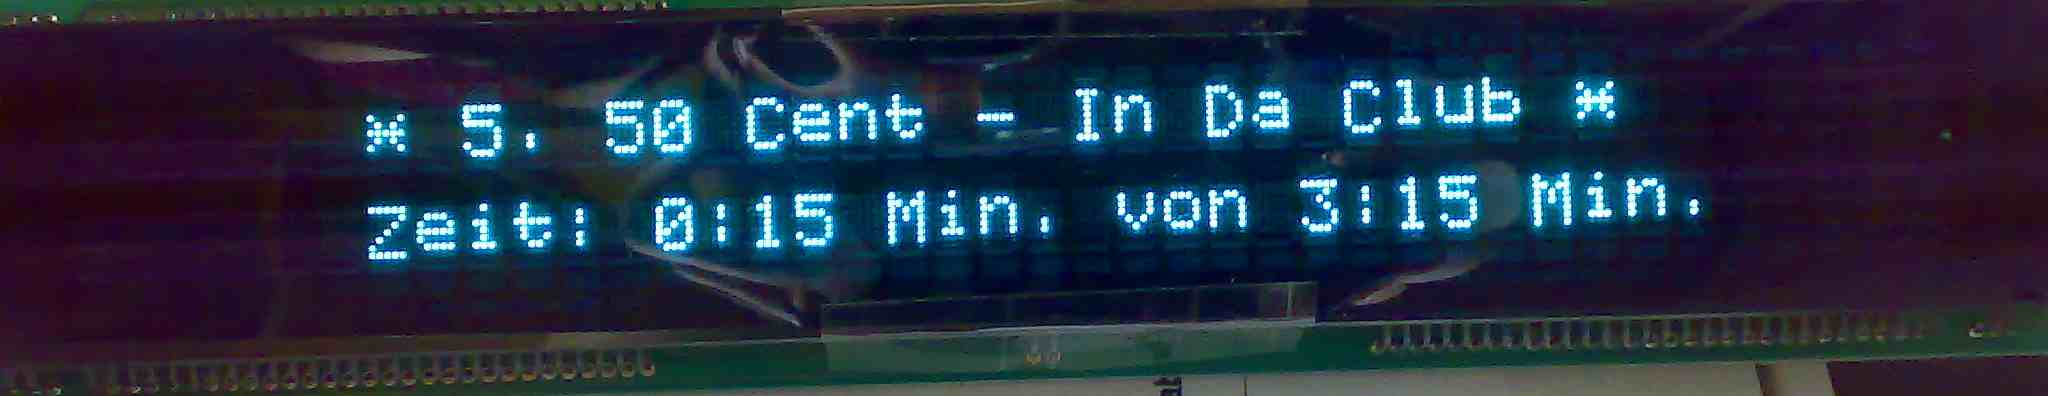 * 5. 50 Cent - In Da Club *
Zeit: 0:15 Min. von 3:15 Min.